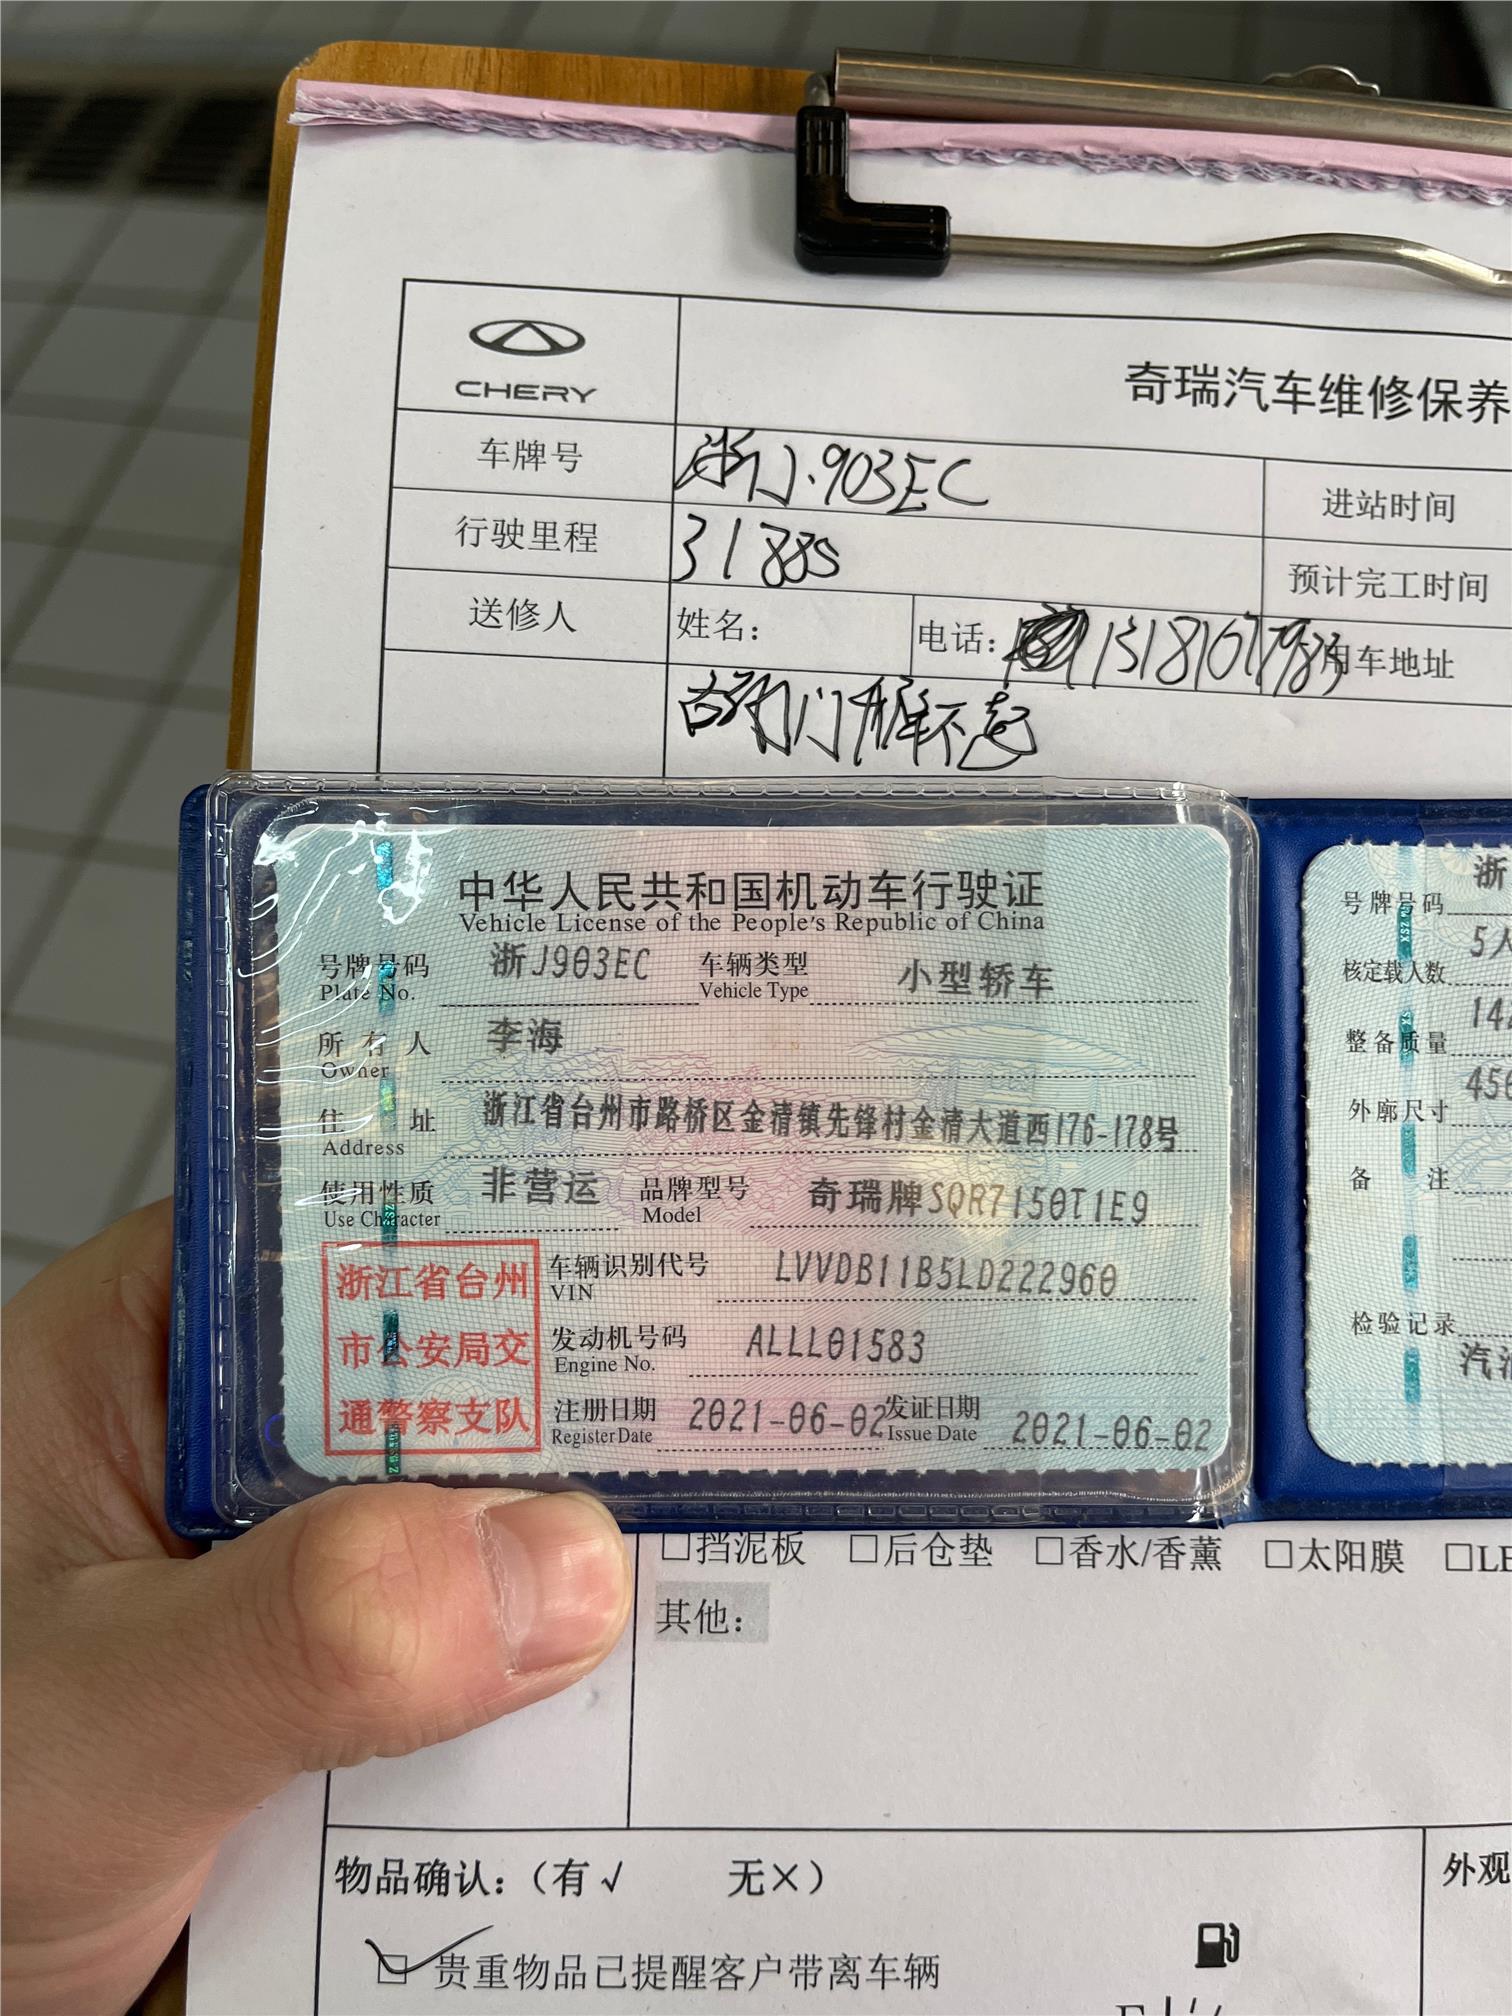 CHERY
奇瑞汽车维修保养
车牌号 浙J.903EC 进站时间
行驶里程 31885 预计完工时间
送修人 姓名: 电话: 用车地址
门 不起
中华人民共和国机动车行驶证
Vehicle License of the People's Republic of China
号牌号码 浙J903EC 车辆类型 小型轿车
Plate No. Vehicle Type
所有人 李海
Owner
住址 浙江省台州市路桥区金清镇先锋村金清大道西176-178号
Address
使用性质 非营运 品牌型号 奇瑞牌SQR7150T1E9
Use Character Model
车辆识别代号 LVVDB11B5LD222960
VIN
发动机号码 ALLL01583
Engine No.
注册日期 2021-06-02 发证日期 2021-06-02
Register Date Issue Date
浙江省台州
市公安局交
通警察支队
浙
号牌号码
5人
核定载人数
整备质量
外廓尺寸
备注
检验记录
汽油
□挡泥板 □后仓垫 □香水/香薰 □太阳膜 □LE
其他:
物品确认:(有√ 无×) 外观
贵重物品已提醒客户带离车辆